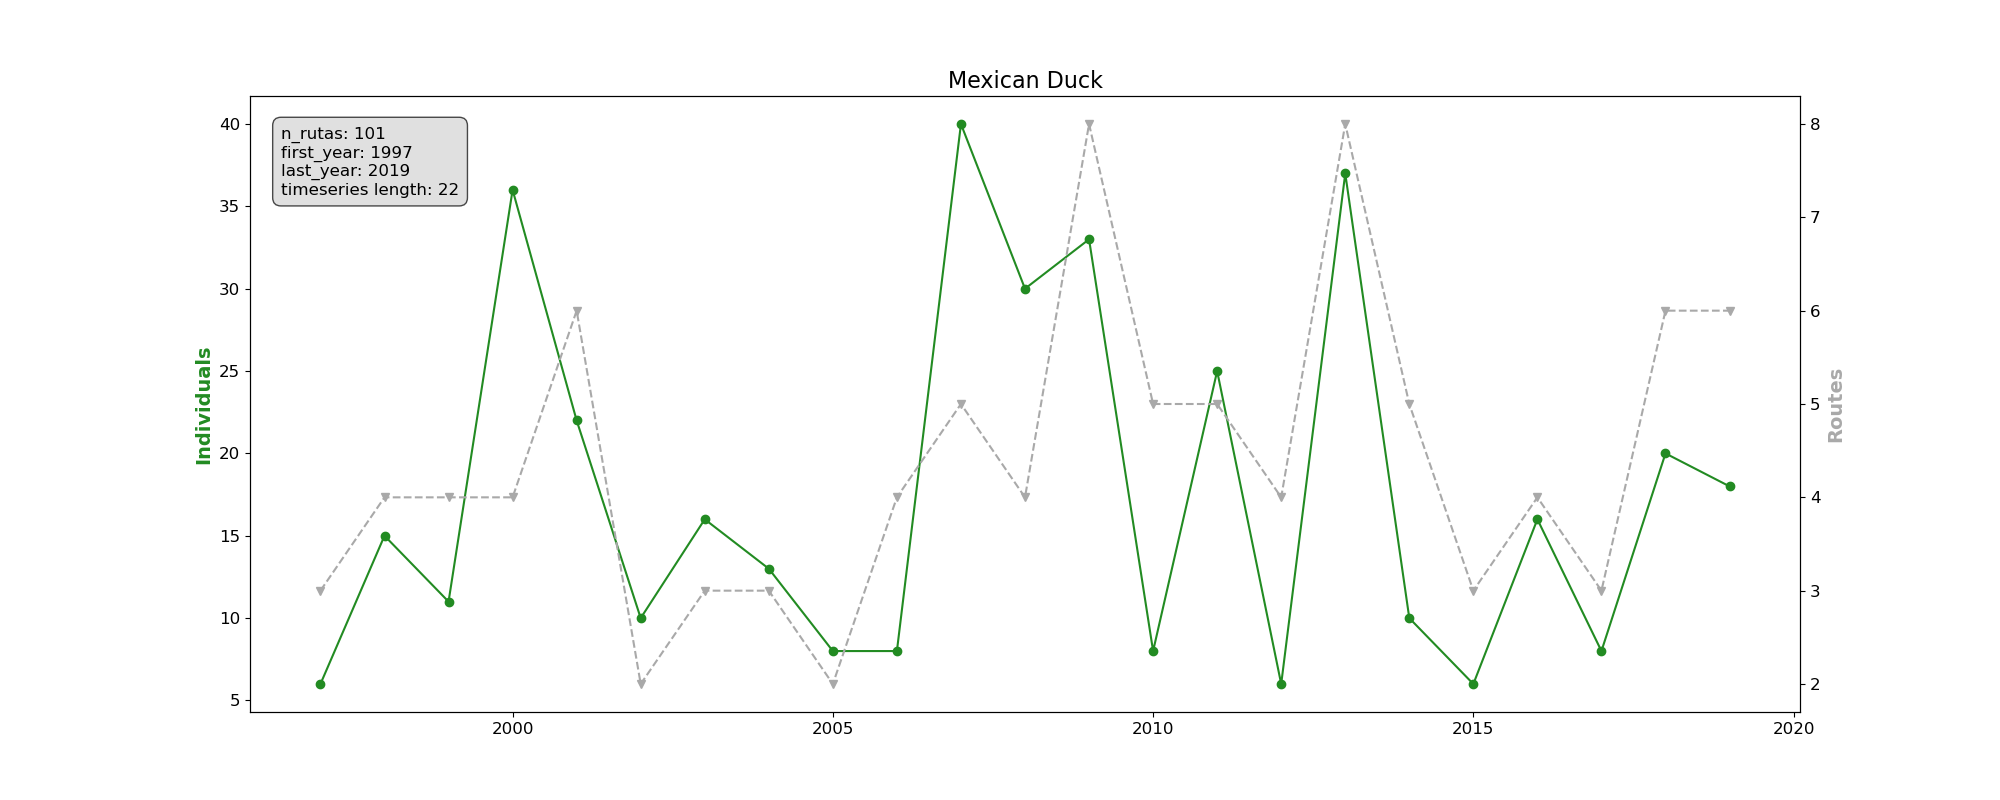 Mexican Duck
n_rutas: 101
first_year: 1997
last_year: 2019
timeseries length: 22
40
35
30
25
20
15
10
5
Individuals
8
7
6
5
4
3
2
Routes
2000
2005
2010
2015
2020